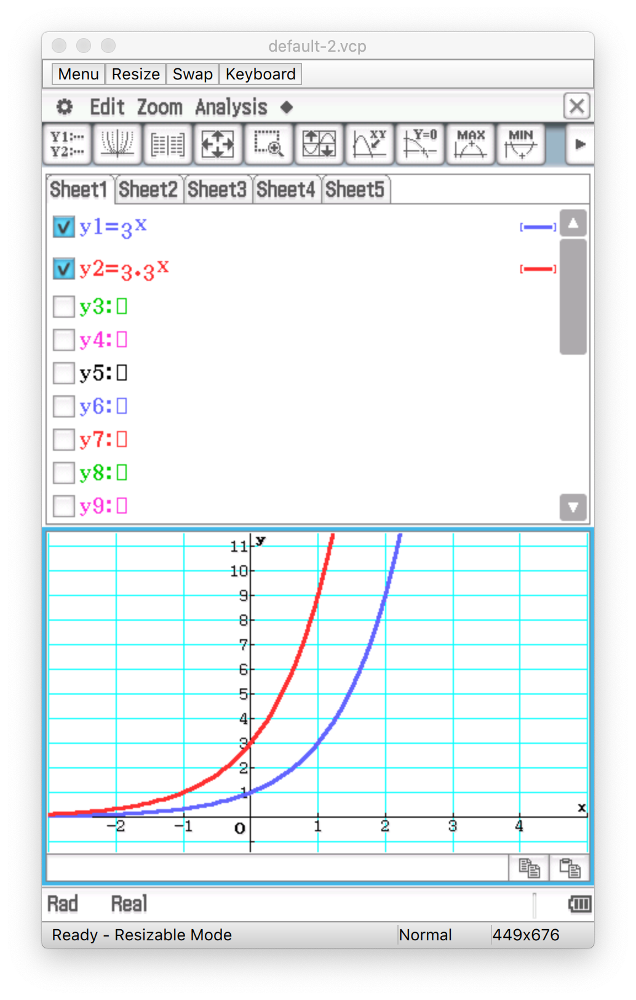 default-2.vcp
Menu Resize Swap Keyboard
Edit Zoom Analysis ◆
Y1:··· Y2:··· XY Y=0 MAX MIN
Sheet1 Sheet2 Sheet3 Sheet4 Sheet5
y1=3^x
y2=3·3^x
y3:▯
y4:▯
y5:▯
y6:▯
y7:▯
y8:▯
y9:▯
y
11
10
9
8
7
6
5
4
3
2
1
x
-2 -1 O 1 2 3 4
Rad Real
Ready - Resizable Mode Normal 449x676